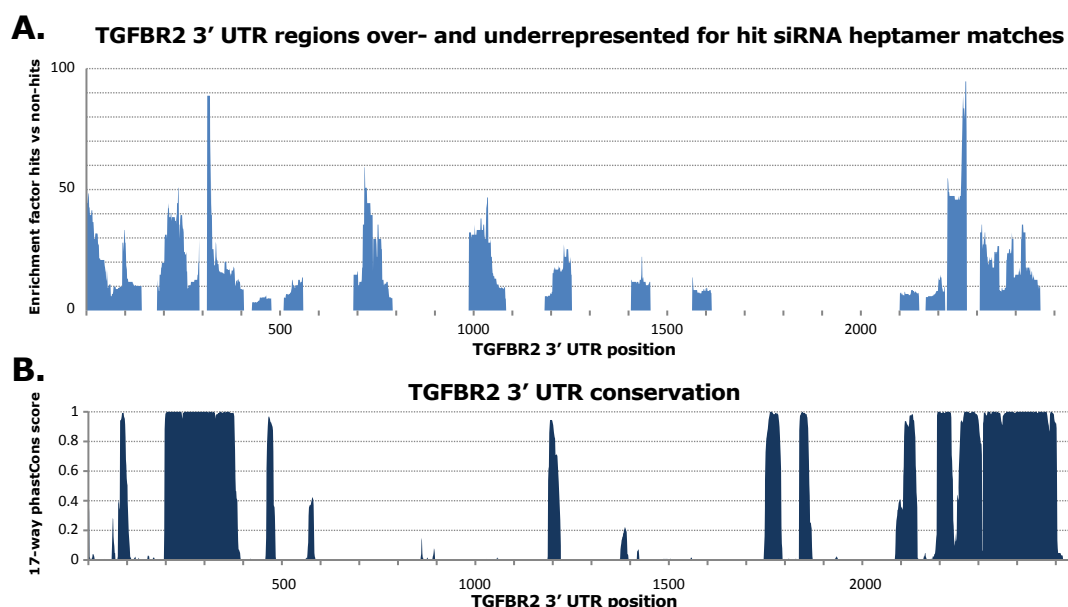 A.
TGFBR2 3′ UTR regions over- and underrepresented for hit siRNA heptamer matches
Enrichment factor hits vs non-hits
100
50
0
500
1000
1500
2000
TGFBR2 3′ UTR position
B.
TGFBR2 3′ UTR conservation
17-way phastCons score
1
0.8
0.6
0.4
0.2
0
500
1000
1500
2000
TGFBR2 3′ UTR position